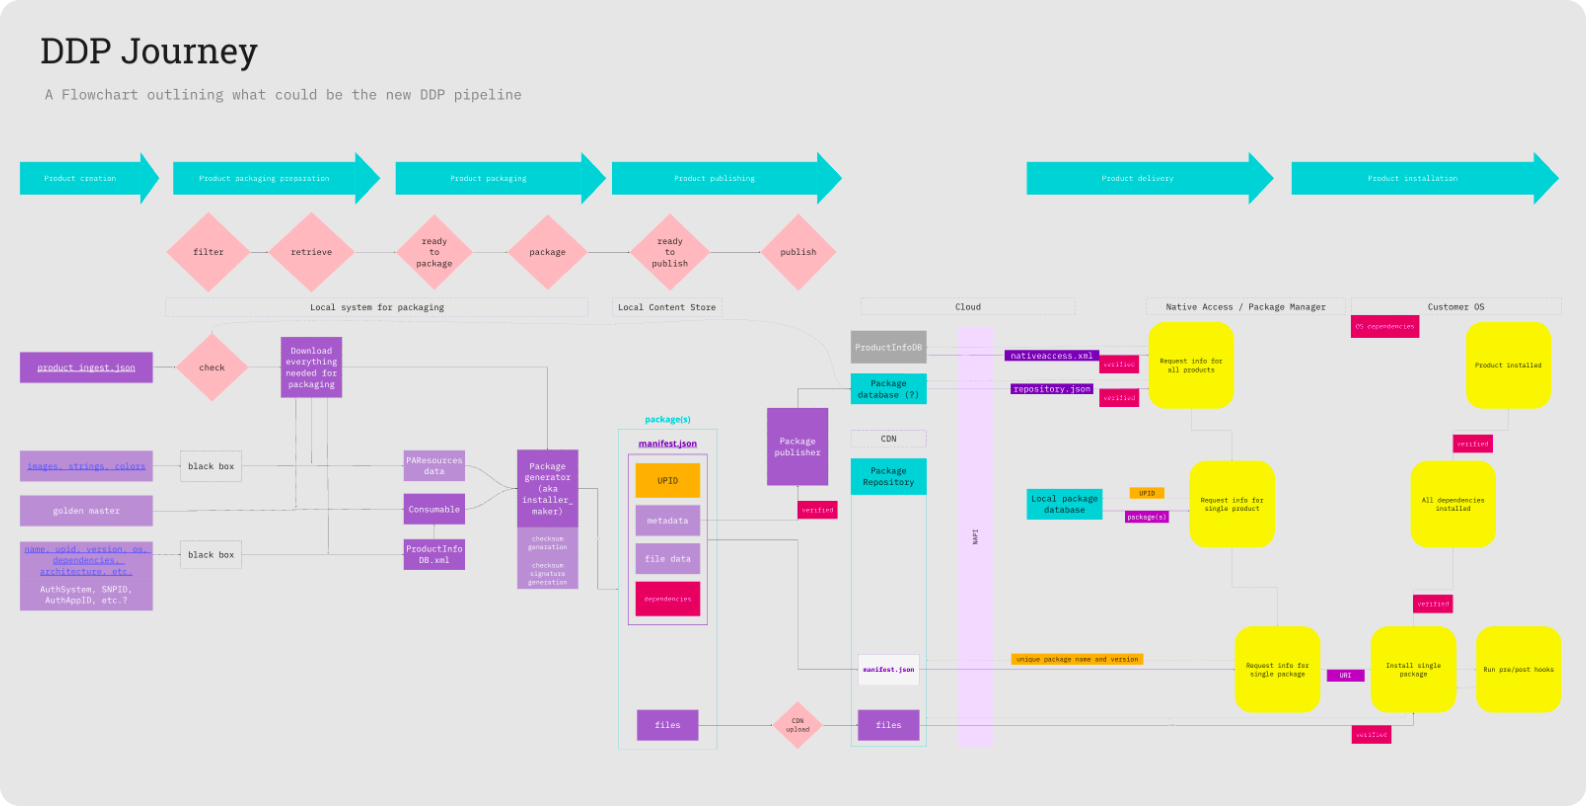 DDP Journey
A Flowchart outlining what could be the new DDP pipeline
Product creation
Product packaging preparation
Product packaging
Product publishing
Product delivery
Product installation
filter
retrieve
ready
to
package
package
ready
to
publish
publish
Local system for packaging
Local Content Store
Cloud
Native Access / Package Manager
Customer OS
OS dependencies
product ingest.json
check
Download
everything
needed for
packaging
ProductInfoDB
nativeaccess.xml
verified
Request info for
all products
Product installed
Package
database (?)
repository.json
verified
package(s)
manifest.json
Package
publisher
CDN
verified
images, strings, colors
black box
PAResources
data
Package
generator
(aka
installer_
maker)
UPID
Package
Repository
golden master
Consumable
metadata
verified
Local package
database
UPID
package(s)
Request info for
single product
All dependencies
installed
NAPI
name, upid, version, os,
dependencies,
architecture, etc.
AuthSystem, SNPID,
AuthAppID, etc.?
black box
ProductInfo
DB.xml
checksum
generation
checksum
signature
generation
file data
dependencies
verified
manifest.json
unique package name and version
Request info for
single package
URI
Install single
package
Run pre/post hooks
files
CDN
upload
files
verified